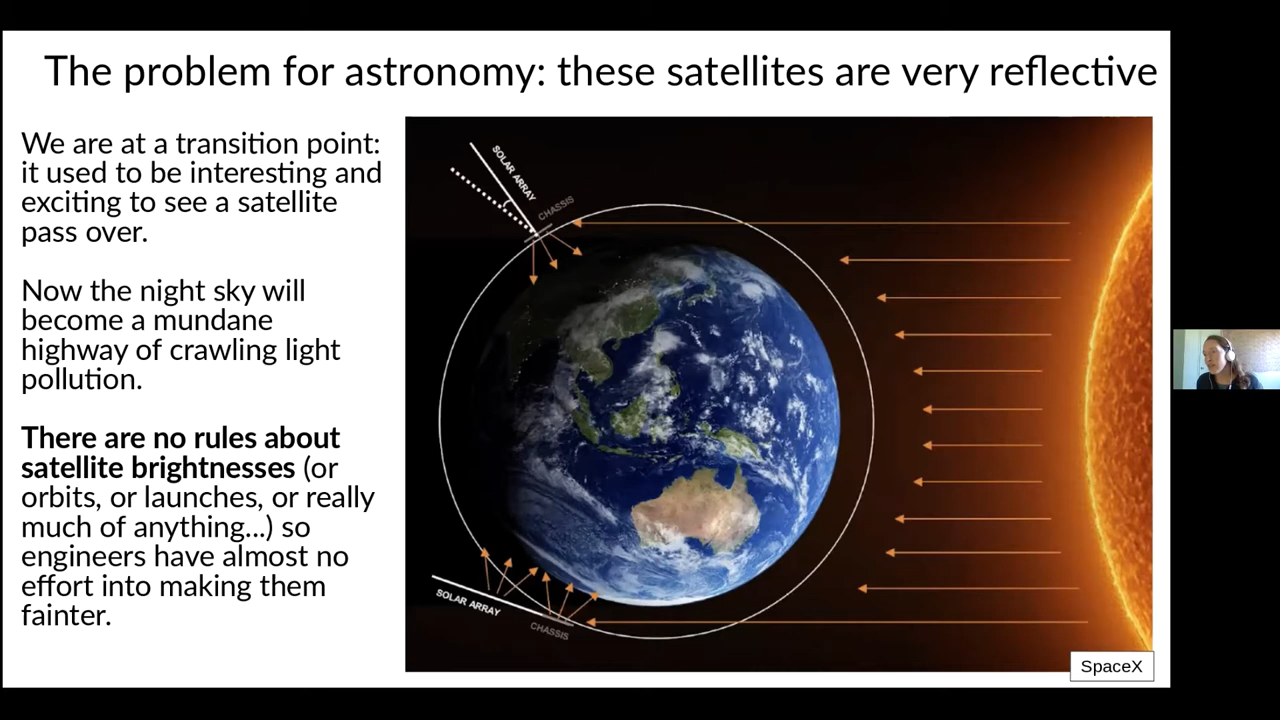 The problem for astronomy: these satellites are very reflective
We are at a transition point:
it used to be interesting and
exciting to see a satellite
pass over.
Now the night sky will
become a mundane
highway of crawling light
pollution.
There are no rules about
satellite brightnesses (or
orbits, or launches, or really
much of anything...) so
engineers have almost no
effort into making them
fainter.
SOLAR ARRAY
CHASSIS
SOLAR ARRAY
CHASSIS
SpaceX